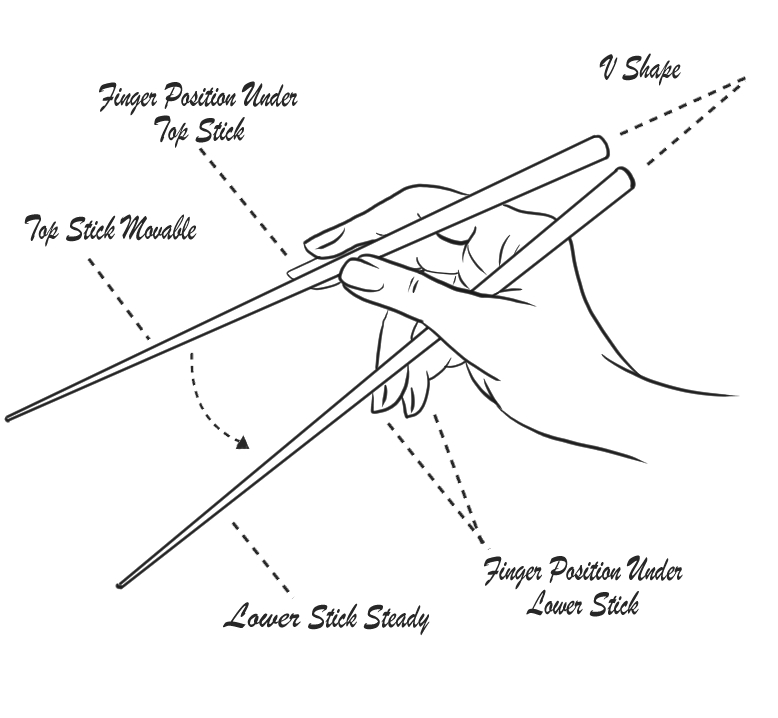 V Shape
Finger Position Under
Top Stick
Top Stick Movable
Finger Position Under
Lower Stick
Lower Stick Steady